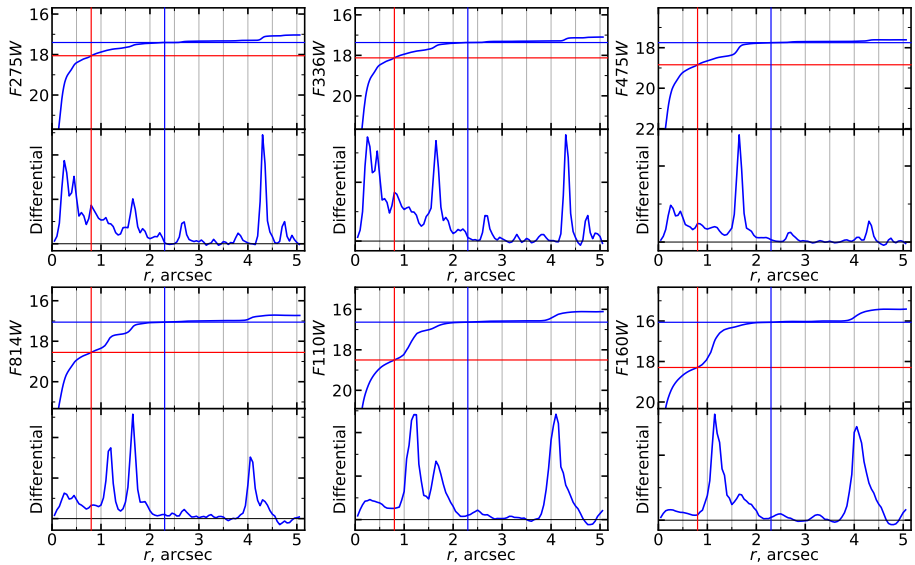 16
18
20
F275W
Differential
0 1 2 3 4 5
r, arcsec
16
18
20
F336W
Differential
0 1 2 3 4 5
r, arcsec
16
18
20
22
F475W
Differential
0 1 2 3 4 5
r, arcsec
16
18
20
F814W
Differential
0 1 2 3 4 5
r, arcsec
16
18
20
F110W
Differential
0 1 2 3 4 5
r, arcsec
16
18
20
F160W
Differential
0 1 2 3 4 5
r, arcsec